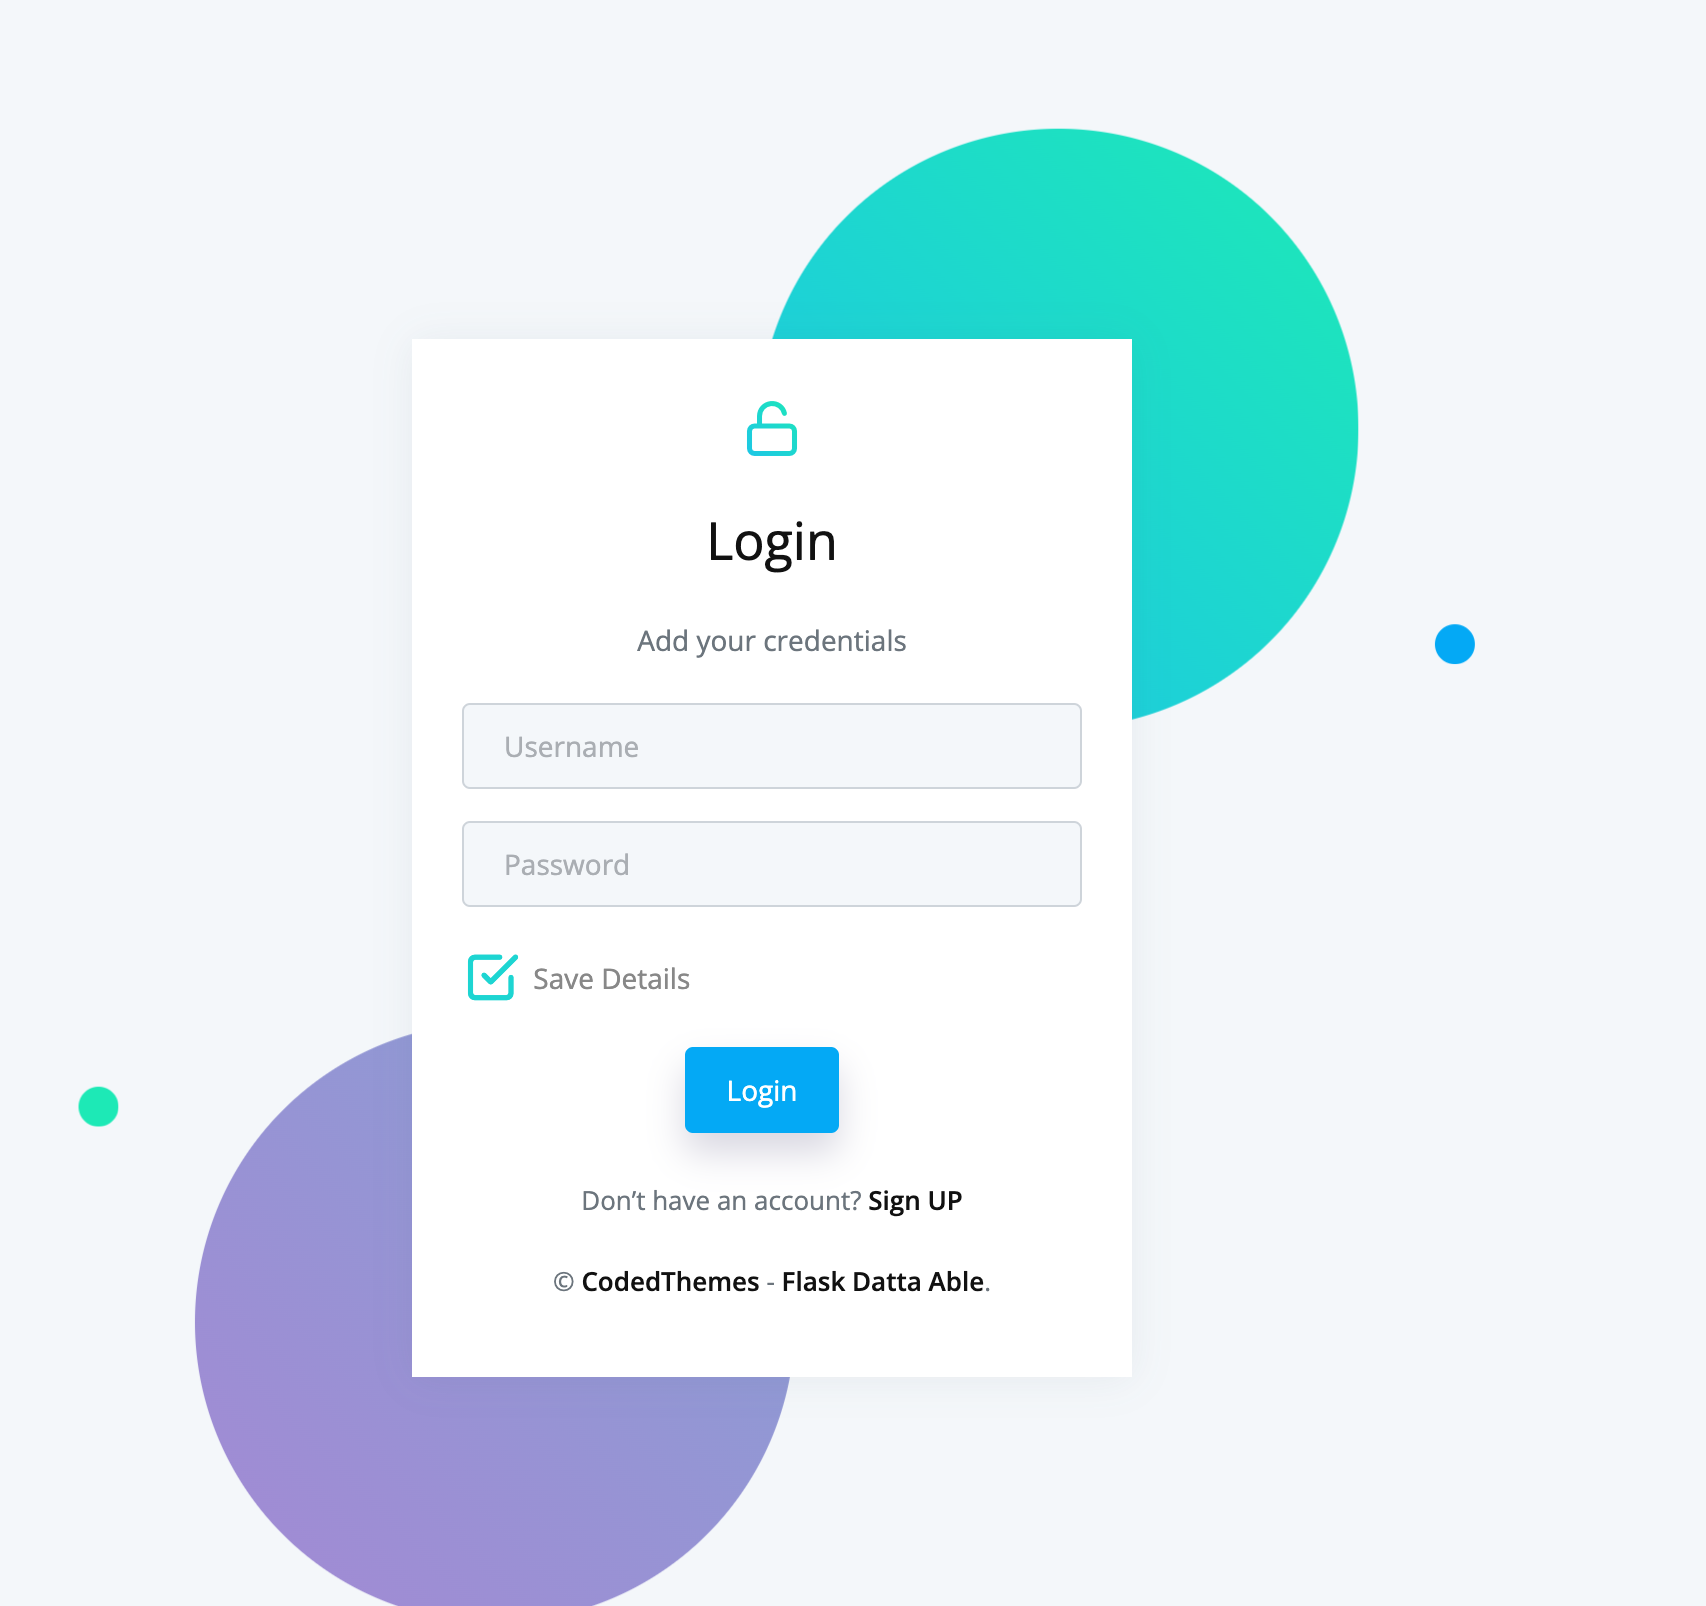 Login
Add your credentials
Username
Password
Save Details
Login
Don’t have an account? Sign UP
© CodedThemes - Flask Datta Able.